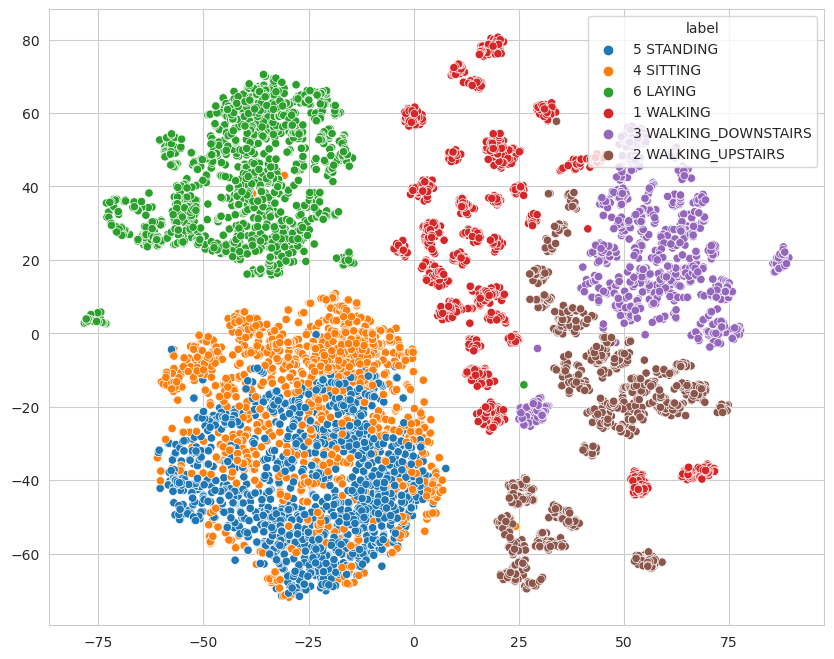 label
5 STANDING
4 SITTING
6 LAYING
1 WALKING
3 WALKING_DOWNSTAIRS
2 WALKING_UPSTAIRS
80
60
40
20
0
−20
−40
−60
−75
−50
−25
0
25
50
75